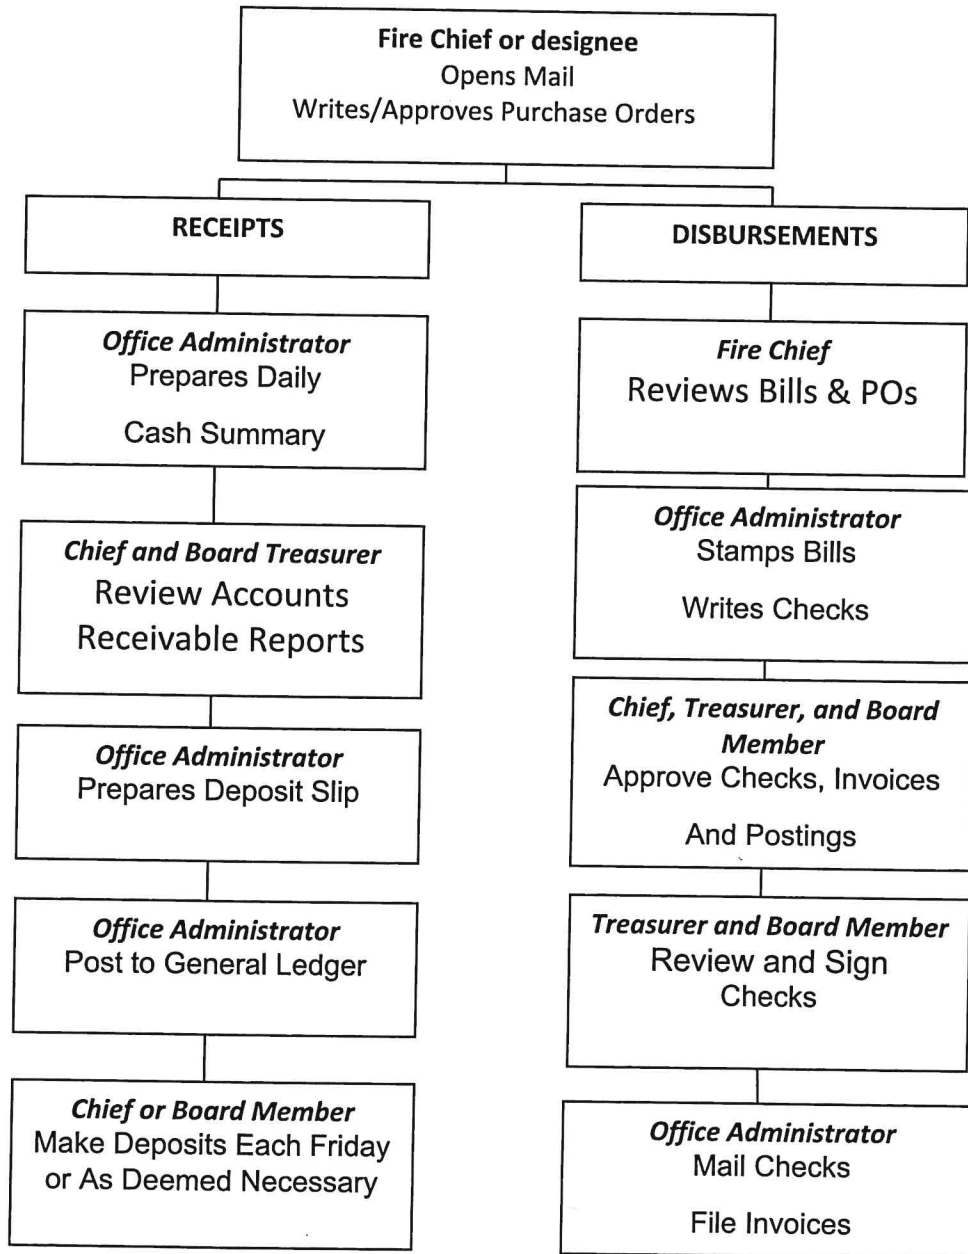 Fire Chief or designee
Opens Mail
Writes/Approves Purchase Orders
RECEIPTS
Office Administrator
Prepares Daily
Cash Summary
Chief and Board Treasurer
Review Accounts
Receivable Reports
Office Administrator
Prepares Deposit Slip
Office Administrator
Post to General Ledger
Chief or Board Member
Make Deposits Each Friday
or As Deemed Necessary
DISBURSEMENTS
Fire Chief
Reviews Bills & POs
Office Administrator
Stamps Bills
Writes Checks
Chief, Treasurer, and Board
Member
Approve Checks, Invoices
And Postings
Treasurer and Board Member
Review and Sign
Checks
Office Administrator
Mail Checks
File Invoices